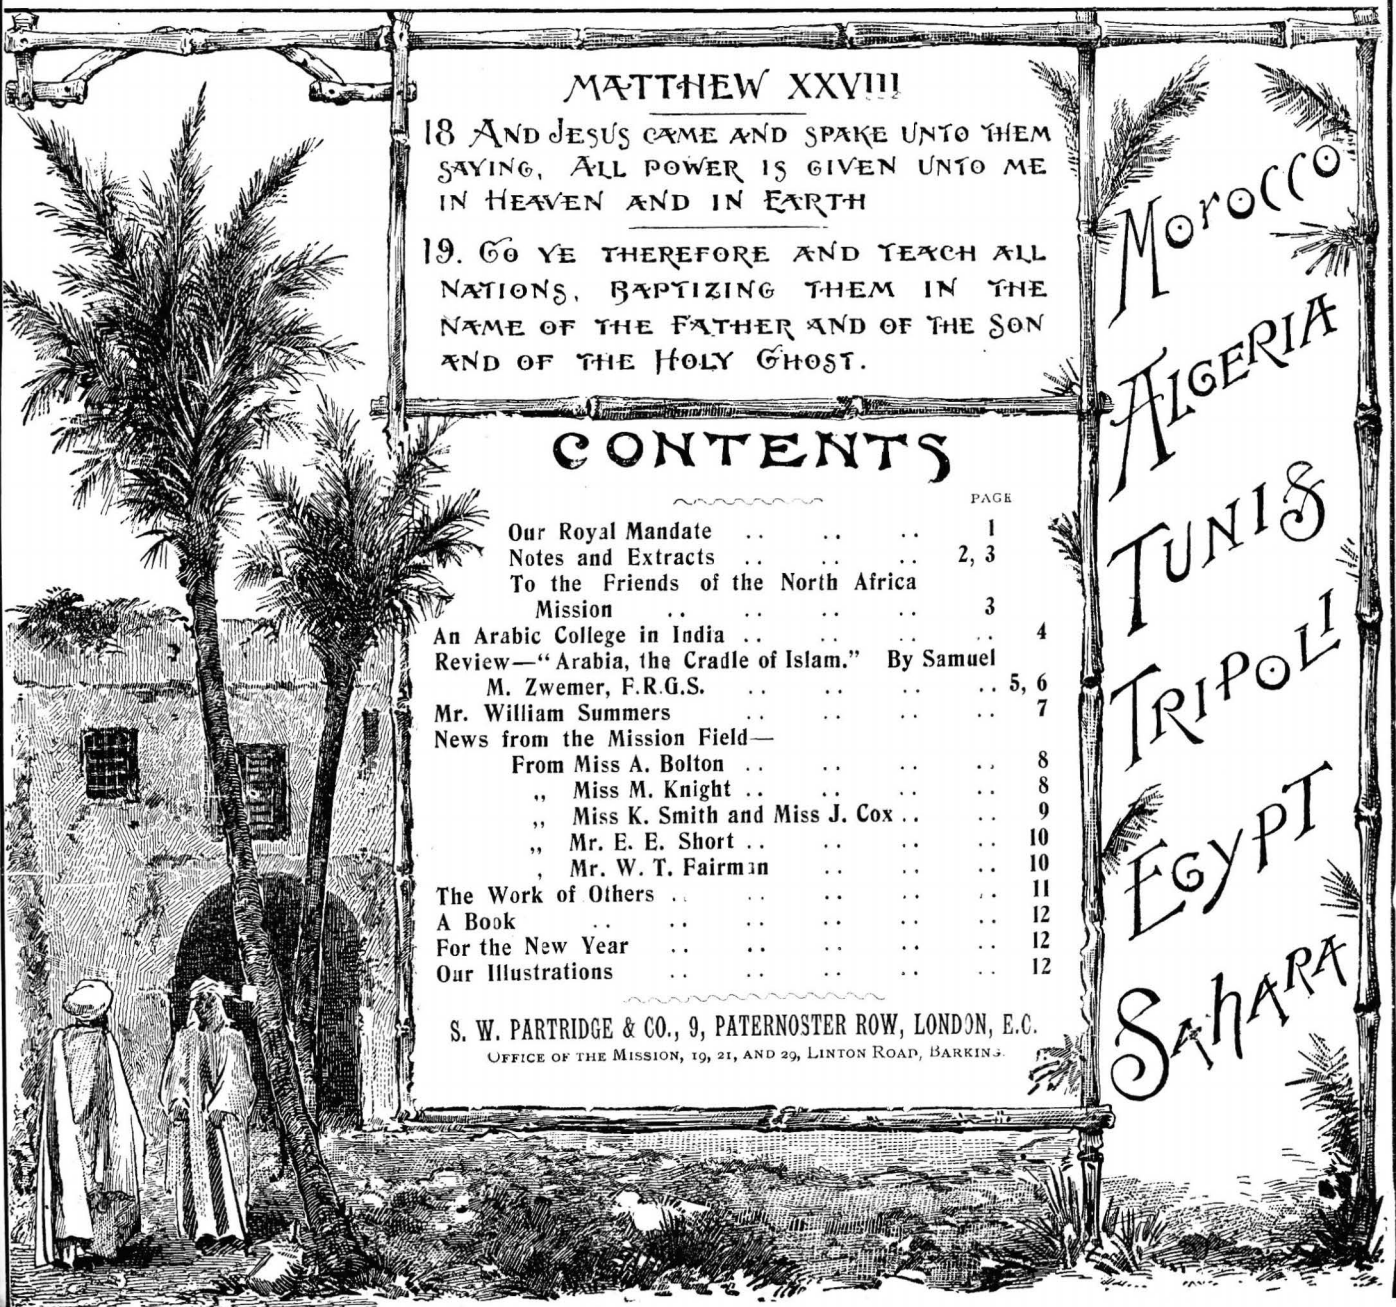 MATTHEW XXVIII
18 AND JESUS CAME AND SPAKE UNTO THEM
SAYING, ALL POWER IS GIVEN UNTO ME
IN HEAVEN AND IN EARTH
19. GO YE THEREFORE AND TEACH ALL
NATIONS, BAPTIZING THEM IN THE
NAME OF THE FATHER AND OF THE SON
AND OF THE HOLY GHOST.
CONTENTS
PAGE
Our Royal Mandate .. .. .. 1
Notes and Extracts .. .. .. 2, 3
To the Friends of the North Africa
Mission .. .. .. .. 3
An Arabic College in India .. .. .. .. 4
Review—“Arabia, the Cradle of Islam.” By Samuel
M. Zwemer, F.R.G.S. .. .. .. .. 5, 6
Mr. William Summers .. .. .. .. 7
News from the Mission Field—
From Miss A. Bolton .. .. .. .. 8
,, Miss M. Knight .. .. .. .. 8
,, Miss K. Smith and Miss J. Cox .. .. 9
,, Mr. E. E. Short .. .. .. .. 10
, Mr. W. T. Fairman .. .. .. 10
The Work of Others .. .. .. .. .. 11
A Book .. .. .. .. .. .. 12
For the New Year .. .. .. .. .. 12
Our Illustrations .. .. .. .. .. 12
S. W. PARTRIDGE & CO., 9, PATERNOSTER ROW, LONDON, E.C.
OFFICE OF THE MISSION, 19, 21, AND 29, LINTON ROAD, BARKING.
MOROCCO
ALGERIA
TUNIS
TRIPOLI
EGYPT
SAHARA